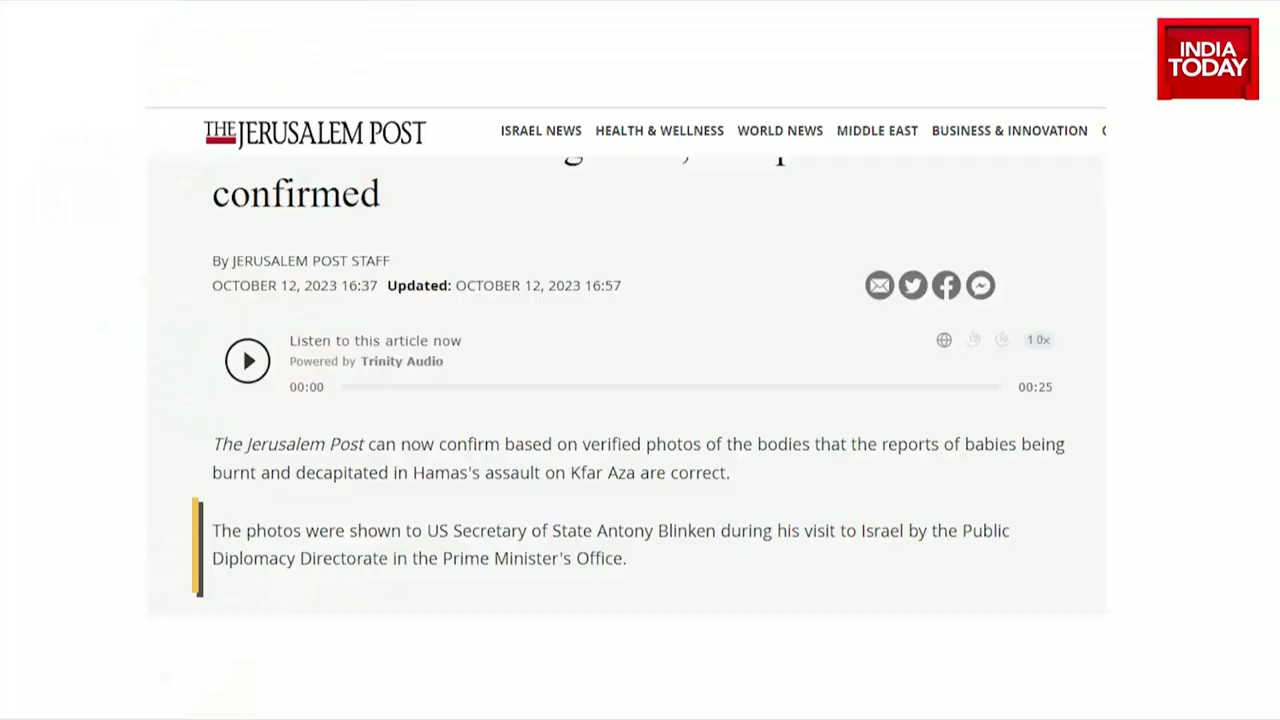 INDIA
TODAY
THE JERUSALEM POST
ISRAEL NEWS HEALTH & WELLNESS WORLD NEWS MIDDLE EAST BUSINESS & INNOVATION
confirmed
By JERUSALEM POST STAFF
OCTOBER 12, 2023 16:37 Updated: OCTOBER 12, 2023 16:57
Listen to this article now
Powered by Trinity Audio
1.0x
00:00
00:25
The Jerusalem Post can now confirm based on verified photos of the bodies that the reports of babies being
burnt and decapitated in Hamas's assault on Kfar Aza are correct.
The photos were shown to US Secretary of State Antony Blinken during his visit to Israel by the Public
Diplomacy Directorate in the Prime Minister's Office.